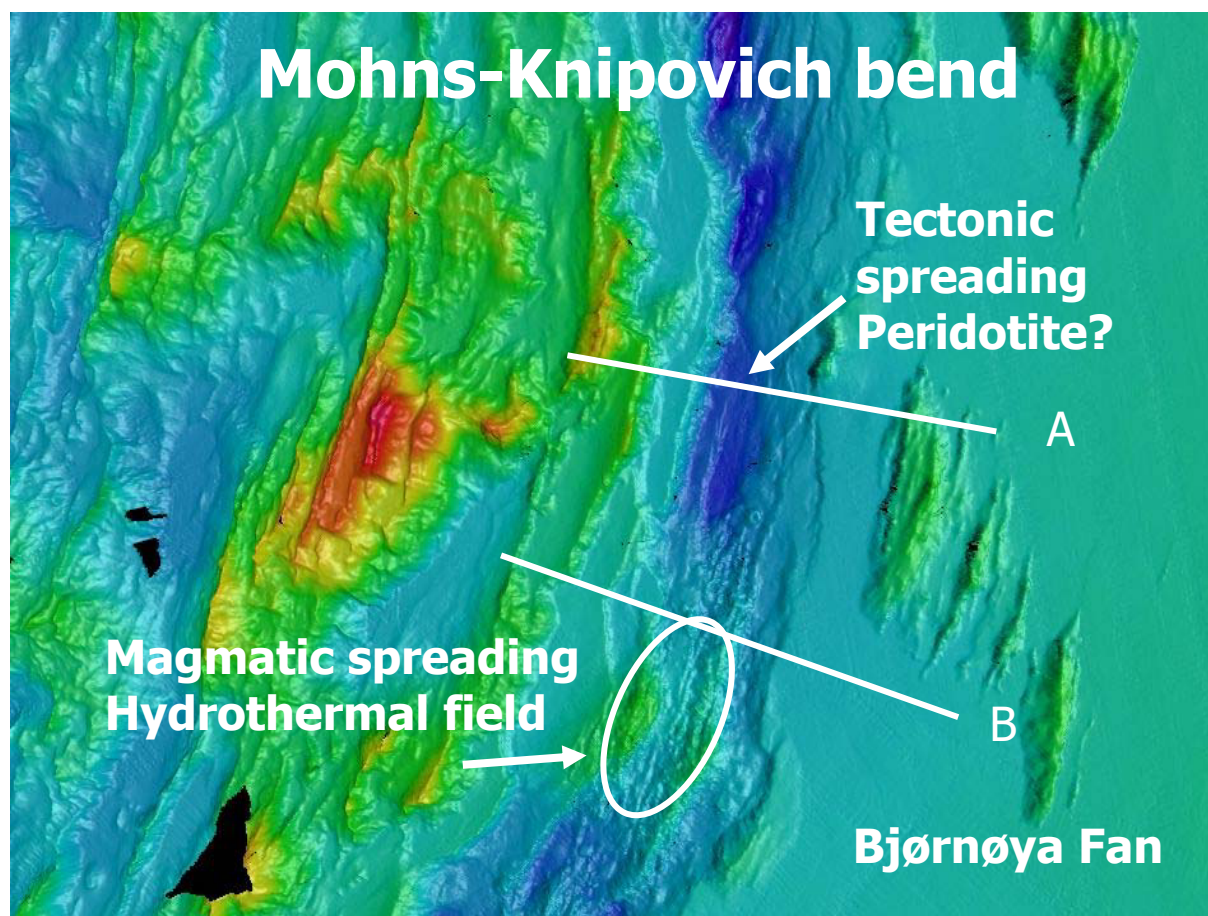 Mohns-Knipovich bend
Tectonic
spreading
Peridotite?
A
Magmatic spreading
Hydrothermal field
B
Bjørnøya Fan